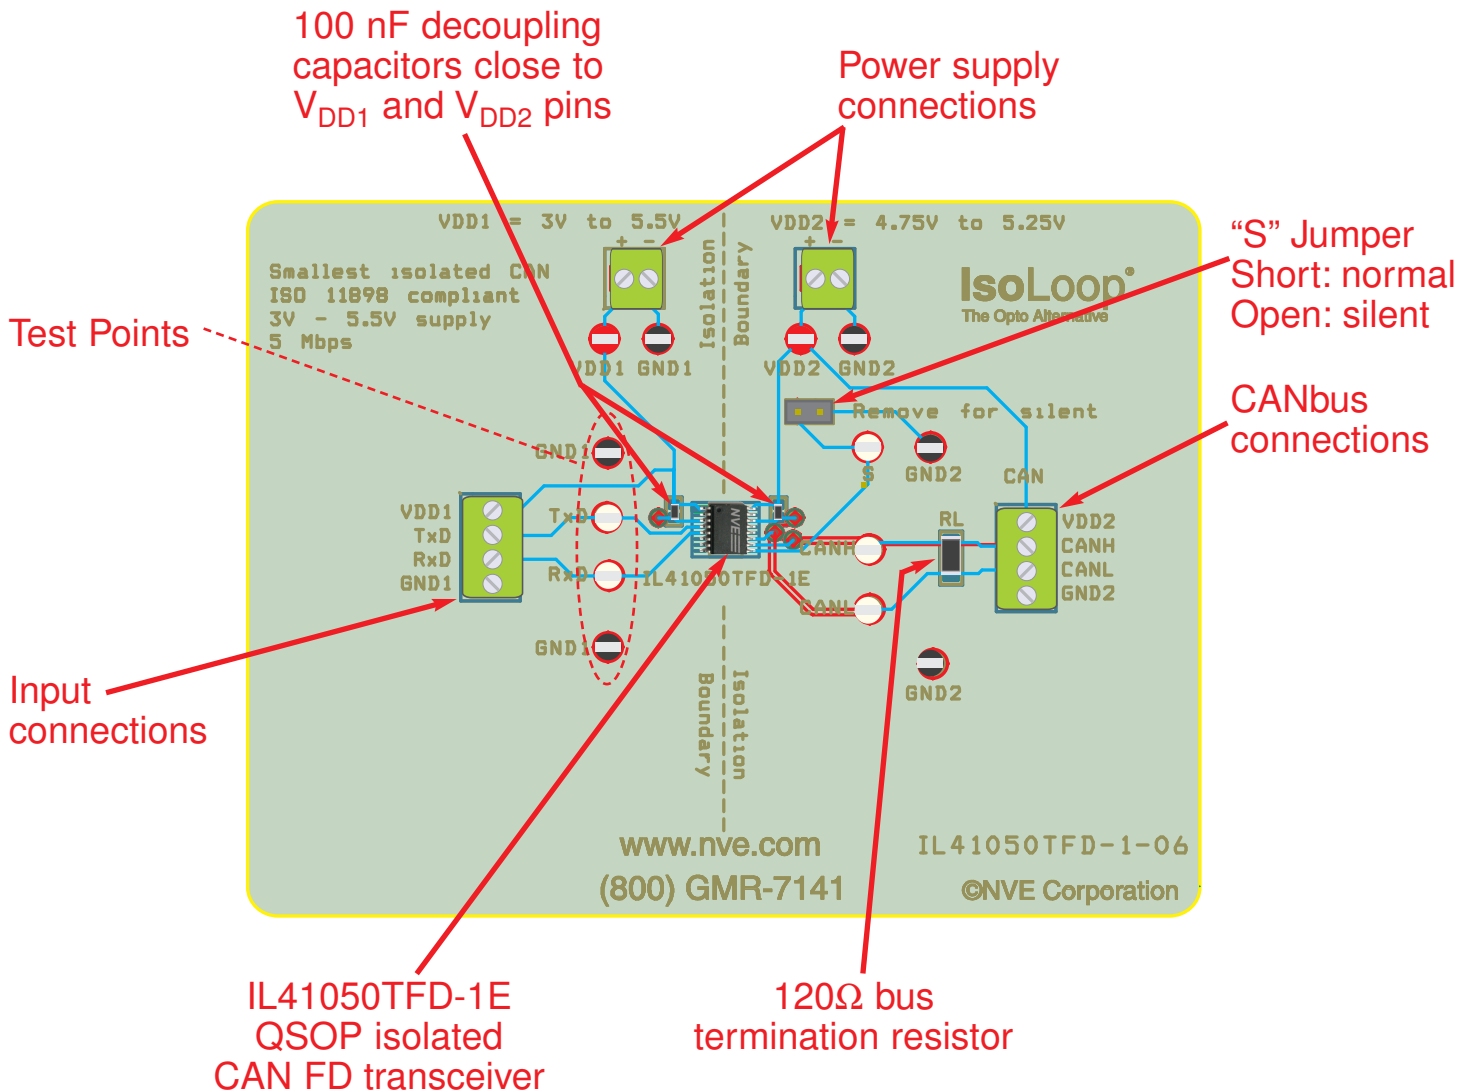 100 nF decoupling
capacitors close to
VDD1 and VDD2 pins
Power supply
connections
"S" Jumper
Short: normal
Open: silent
CANbus
connections
Test Points
Input
connections
IL41050TFD-1E
QSOP isolated
CAN FD transceiver
120Ω bus
termination resistor
VDD1 = 3V to 5.5V
VDD2 = 4.75V to 5.25V
+ -
+ -
Smallest isolated CAN
ISO 11898 compliant
3V - 5.5V supply
5 Mbps
Isolation
Boundary
IsoLoop®
The Opto Alternative
VDD1 GND1
VDD2 GND2
Remove for silent
GND1
S
GND2
CAN
VDD1
TxD
RxD
GND1
TxD
RxD
GND1
NVE
IL41050TFD-1E
CANH
CANL
RL
VDD2
CANH
CANL
GND2
GND2
Isolation
Boundary
www.nve.com
(800) GMR-7141
IL41050TFD-1-06
©NVE Corporation